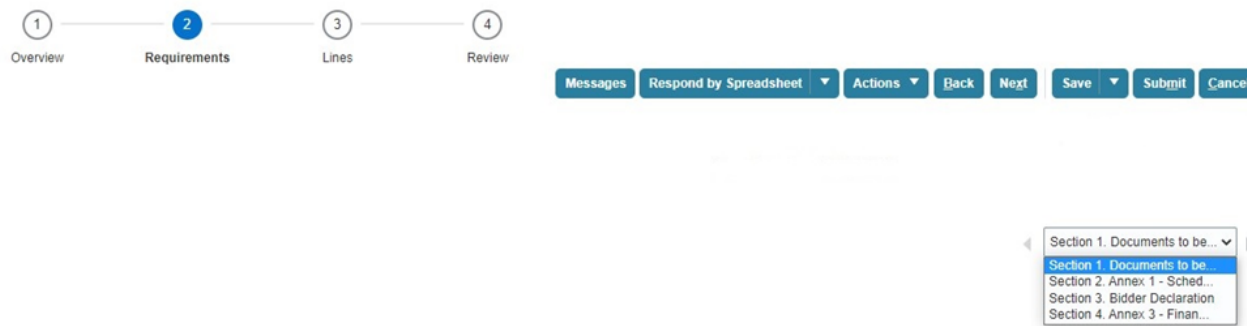 1 2 3 4
Overview Requirements Lines Review
Messages Respond by Spreadsheet Actions Back Next Save Submit Cance
Section 1. Documents to be...
Section 1. Documents to be...
Section 2. Annex 1 - Sched...
Section 3. Bidder Declaration
Section 4. Annex 3 - Finan...